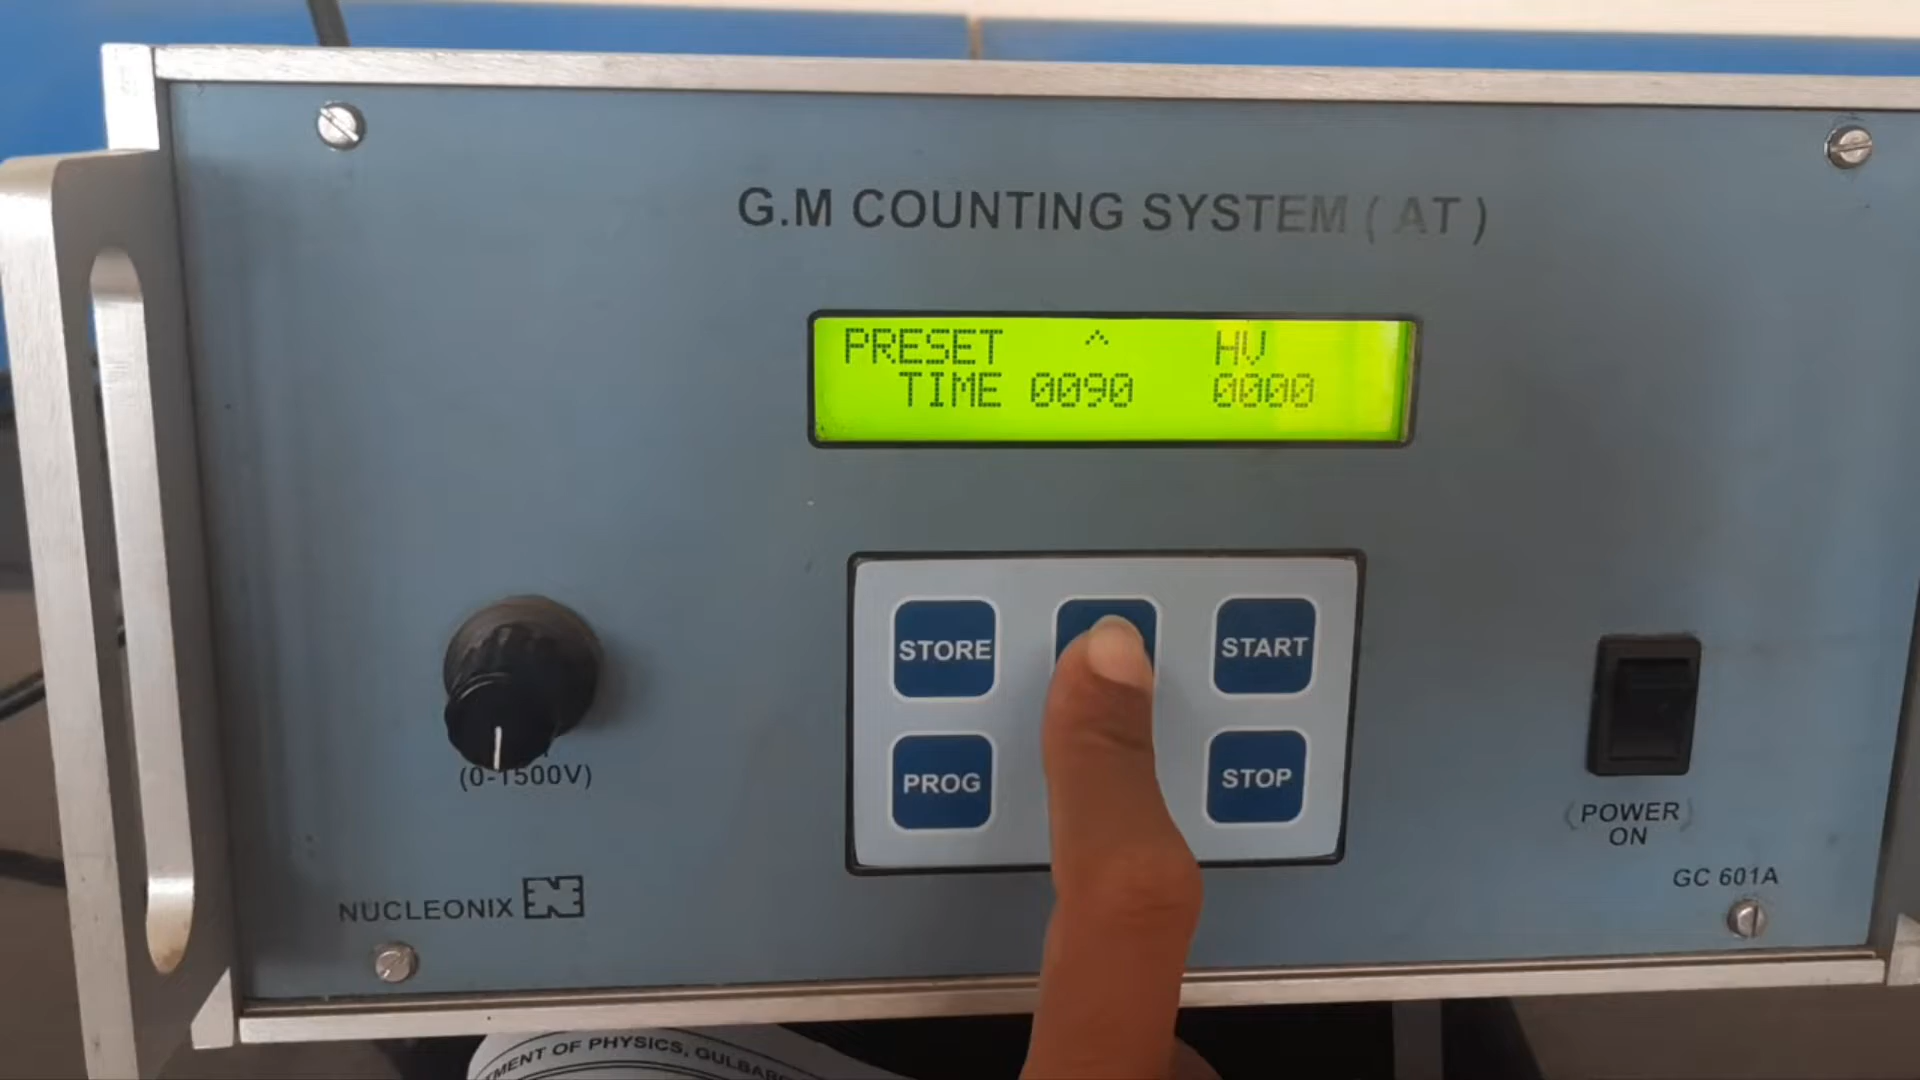 G.M COUNTING SYSTEM ( AT )
PRESET ^ HV
TIME 0090 0000
STORE
START
PROG
STOP
(0-1500V)
POWER
ON
GC 601A
NUCLEONIX
MENT OF PHYSICS, GULBAR